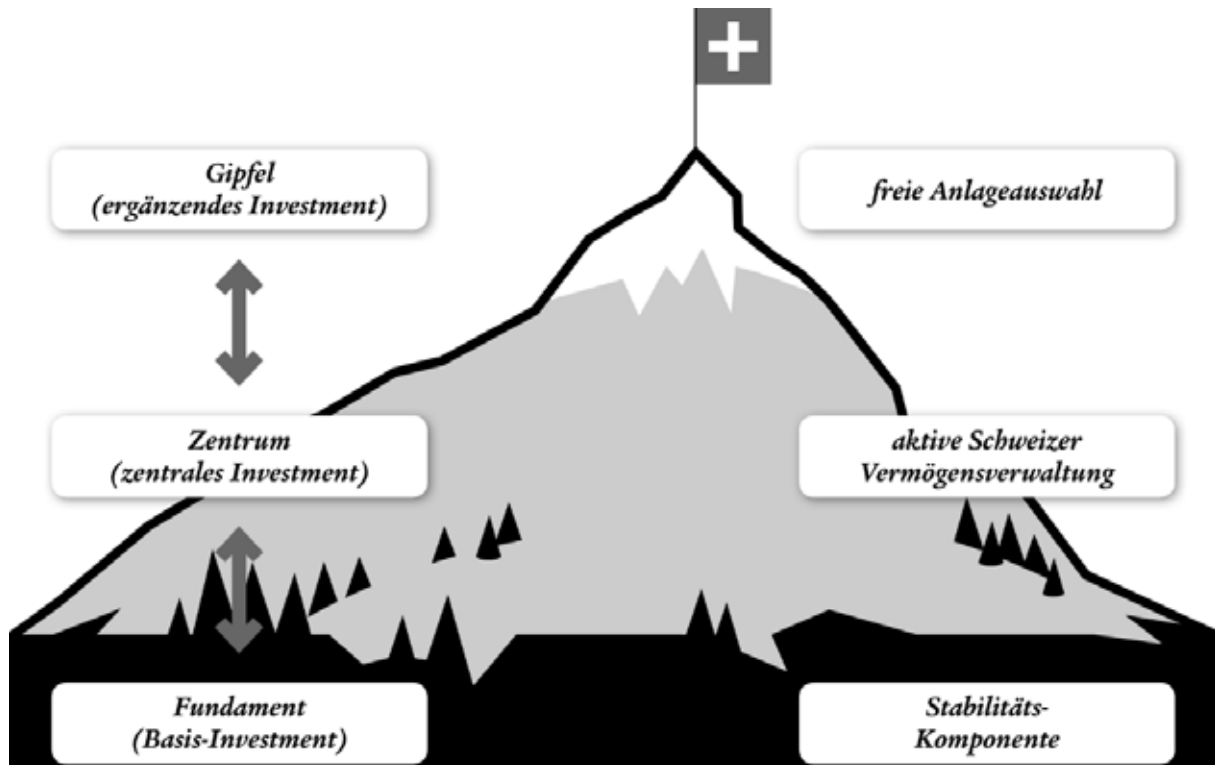 Gipfel
(ergänzendes Investment)
freie Anlageauswahl
Zentrum
(zentrales Investment)
aktive Schweizer
Vermögensverwaltung
Fundament
(Basis-Investment)
Stabilitäts-
Komponente